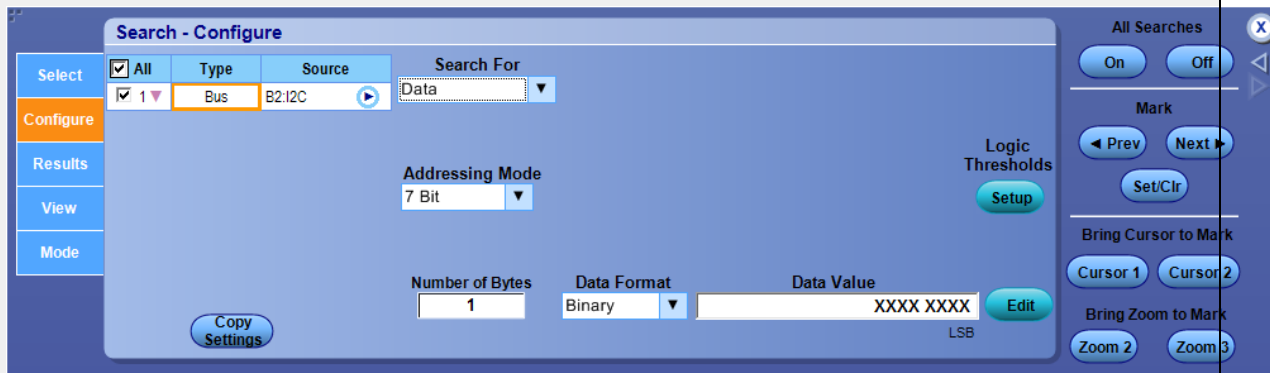 Search - Configure
Select
Configure
Results
View
Mode
All Type Source
1 Bus B2:I2C
Search For
Data
Addressing Mode
7 Bit
Logic
Thresholds
Setup
Number of Bytes
1
Data Format
Binary
Data Value
XXXX XXXX
LSB
Edit
Copy
Settings
All Searches
On Off
X
Mark
◄ Prev Next ►
Set/Clr
Bring Cursor to Mark
Cursor 1 Cursor 2
Bring Zoom to Mark
Zoom 2 Zoom 3